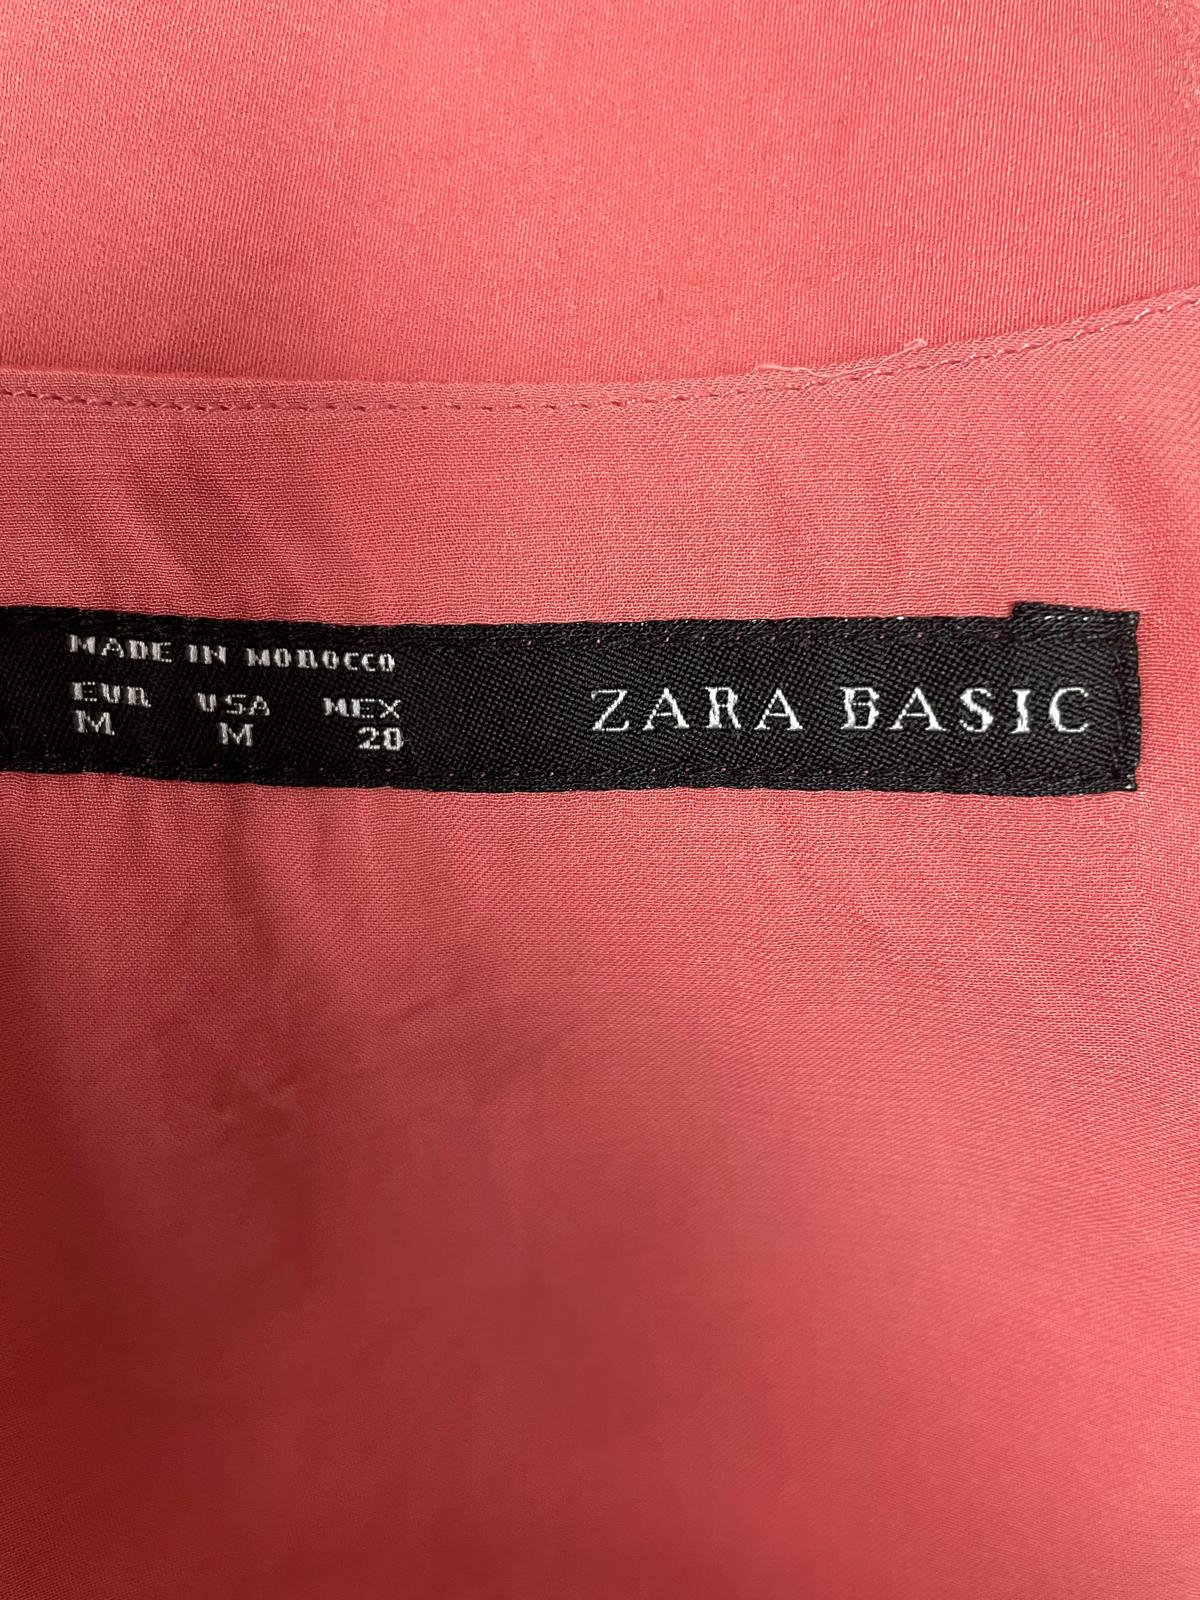 MADE IN MOROCCO
EUR USA MEX
M M 28
ZARA BASIC